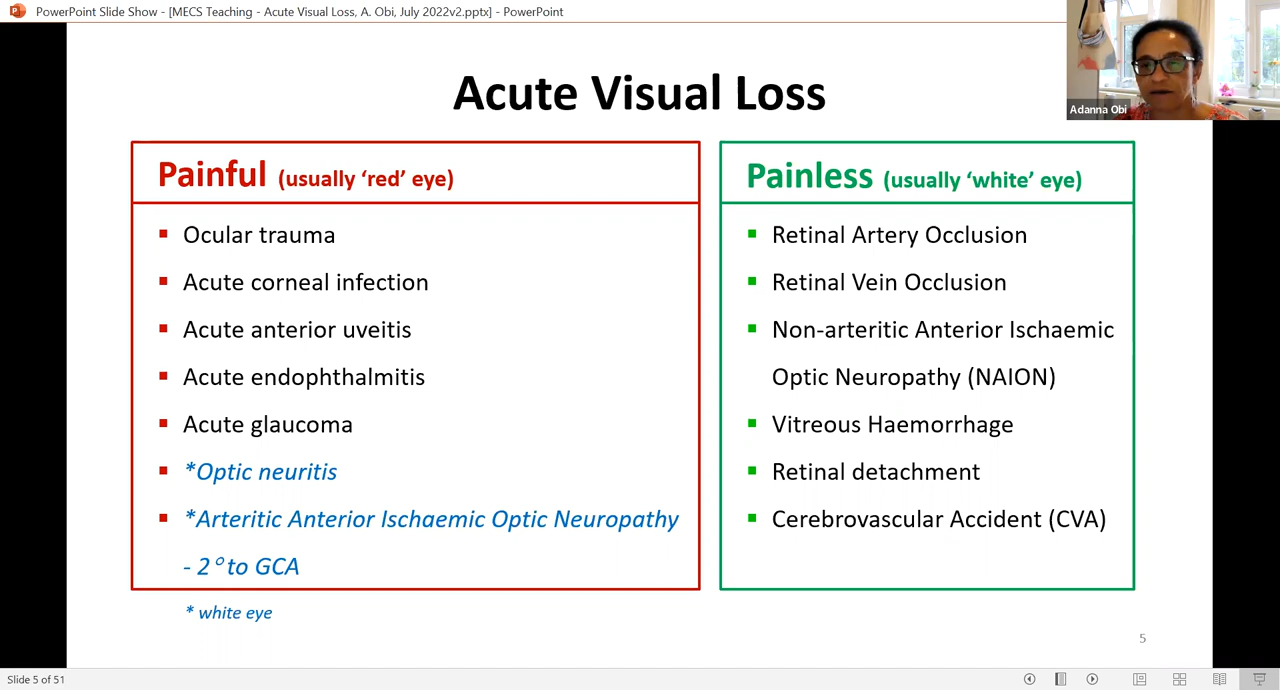 PowerPoint Slide Show - [MECS Teaching - Acute Visual Loss, A. Obi, July 2022v2.pptx] - PowerPoint
Adanna Obi
Acute Visual Loss
Painful (usually ‘red’ eye)
▪ Ocular trauma
▪ Acute corneal infection
▪ Acute anterior uveitis
▪ Acute endophthalmitis
▪ Acute glaucoma
▪ *Optic neuritis
▪ *Arteritic Anterior Ischaemic Optic Neuropathy
- 2° to GCA
* white eye
Painless (usually ‘white’ eye)
▪ Retinal Artery Occlusion
▪ Retinal Vein Occlusion
▪ Non-arteritic Anterior Ischaemic
Optic Neuropathy (NAION)
▪ Vitreous Haemorrhage
▪ Retinal detachment
▪ Cerebrovascular Accident (CVA)
5
Slide 5 of 51